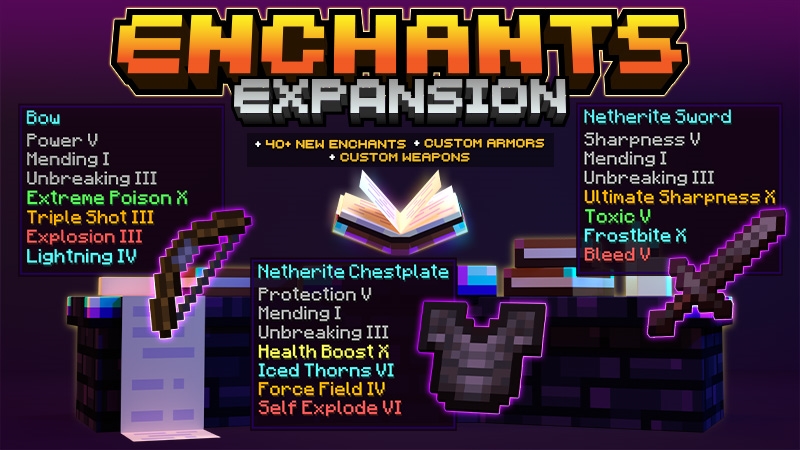 ENCHANTS
EXPANSION
+ 40+ NEW ENCHANTS + CUSTOM ARMORS
+ CUSTOM WEAPONS
Bow
Power V
Mending I
Unbreaking III
Extreme Poison X
Triple Shot III
Explosion III
Lightning IV
Netherite Chestplate
Protection V
Mending I
Unbreaking III
Health Boost X
Iced Thorns VI
Force Field IV
Self Explode VI
Netherite Sword
Sharpness V
Mending I
Unbreaking III
Ultimate Sharpness X
Toxic V
Frostbite X
Bleed V